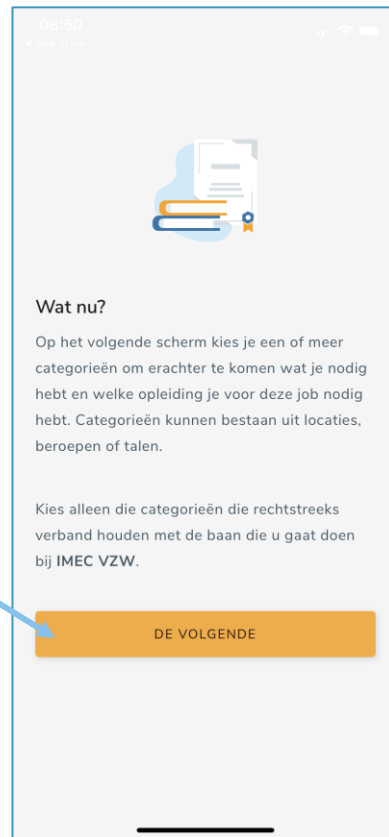 08:50
◂ App Store
Wat nu?
Op het volgende scherm kies je een of meer
categorieën om erachter te komen wat je nodig
hebt en welke opleiding je voor deze job nodig
hebt. Categorieën kunnen bestaan uit locaties,
beroepen of talen.
Kies alleen die categorieën die rechtstreeks
verband houden met de baan die u gaat doen
bij IMEC VZW.
DE VOLGENDE